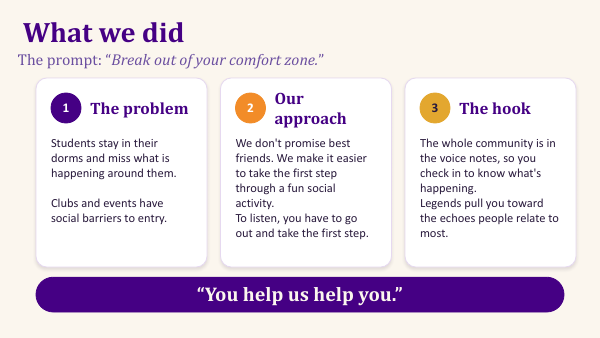 What we did
The prompt: “Break out of your comfort zone.”
1
The problem
Students stay in their
dorms and miss what is
happening around them.
Clubs and events have
social barriers to entry.
2
Our
approach
We don't promise best
friends. We make it easier
to take the first step
through a fun social
activity.
To listen, you have to go
out and take the first step.
3
The hook
The whole community is in
the voice notes, so you
check in to know what's
happening.
Legends pull you toward
the echoes people relate to
most.
“You help us help you.”